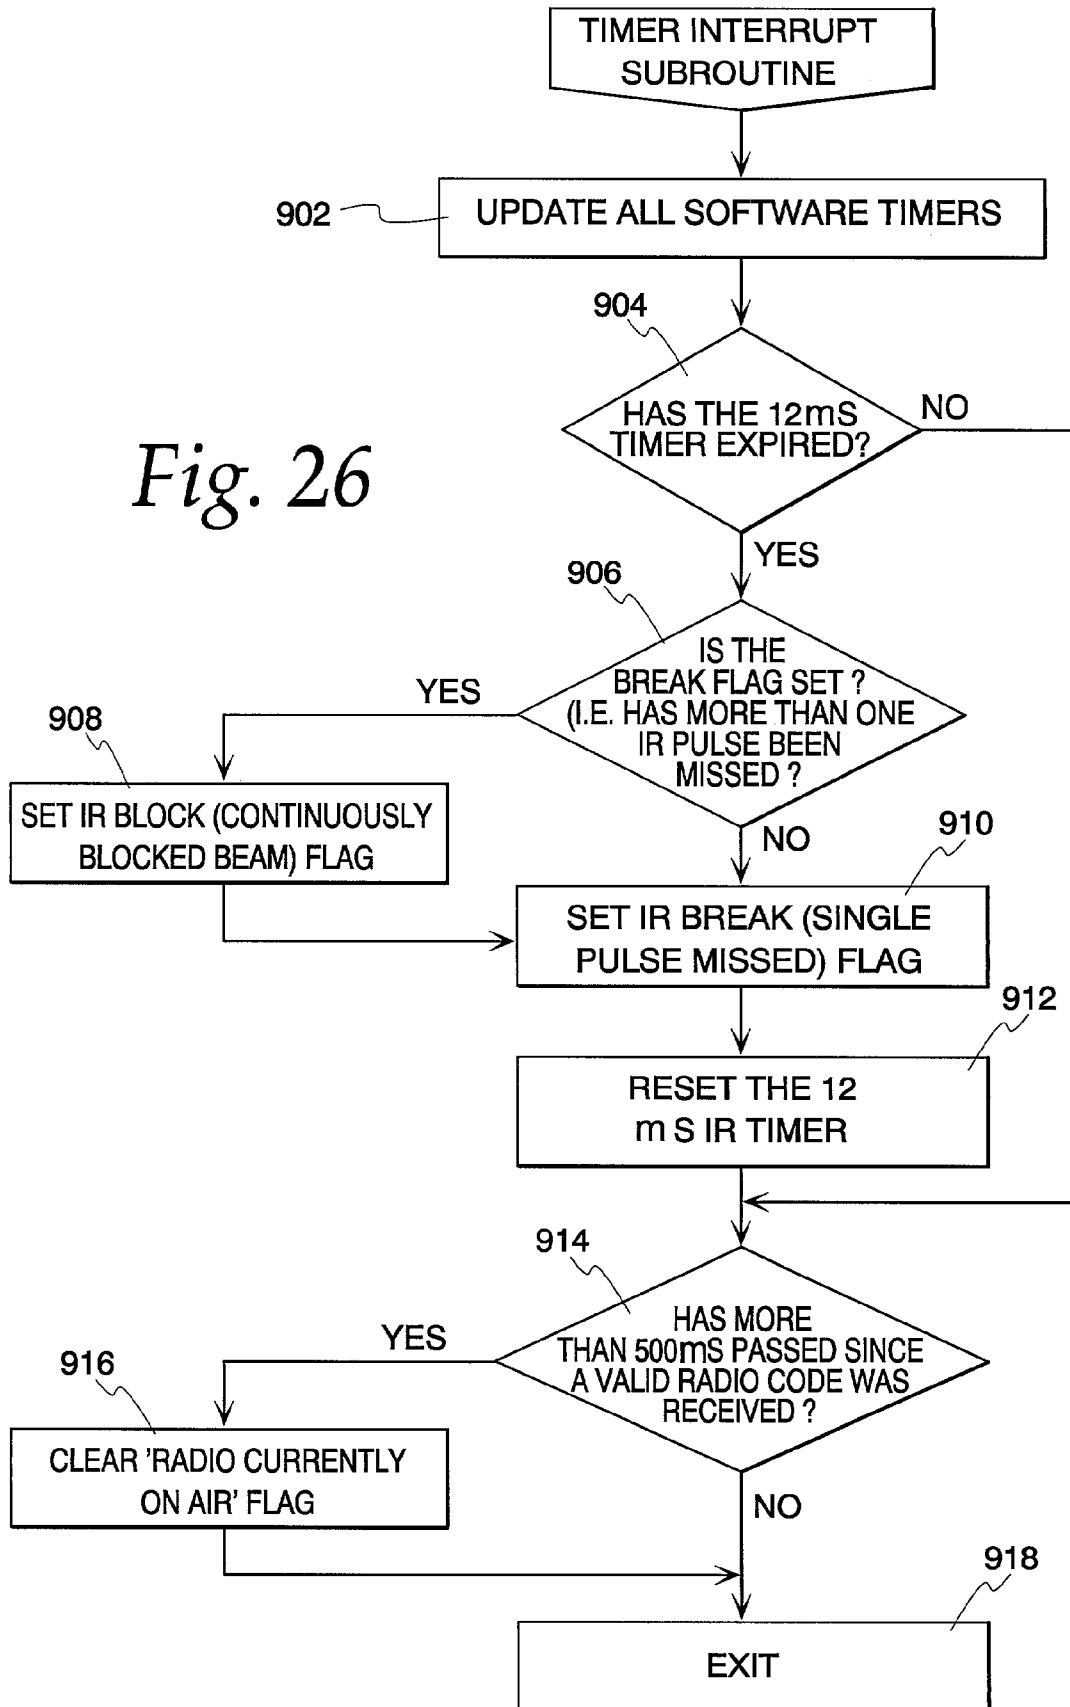 TIMER INTERRUPT
SUBROUTINE
902
UPDATE ALL SOFTWARE TIMERS
904
HAS THE 12mS
TIMER EXPIRED?
NO
Fig. 26
YES
906
IS THE
BREAK FLAG SET ?
(I.E. HAS MORE THAN ONE
IR PULSE BEEN
MISSED ?
YES
908
SET IR BLOCK (CONTINUOUSLY
BLOCKED BEAM) FLAG
NO
910
SET IR BREAK (SINGLE
PULSE MISSED) FLAG
912
RESET THE 12
m S IR TIMER
914
HAS MORE
THAN 500mS PASSED SINCE
A VALID RADIO CODE WAS
RECEIVED ?
YES
916
CLEAR 'RADIO CURRENTLY
ON AIR' FLAG
NO
918
EXIT